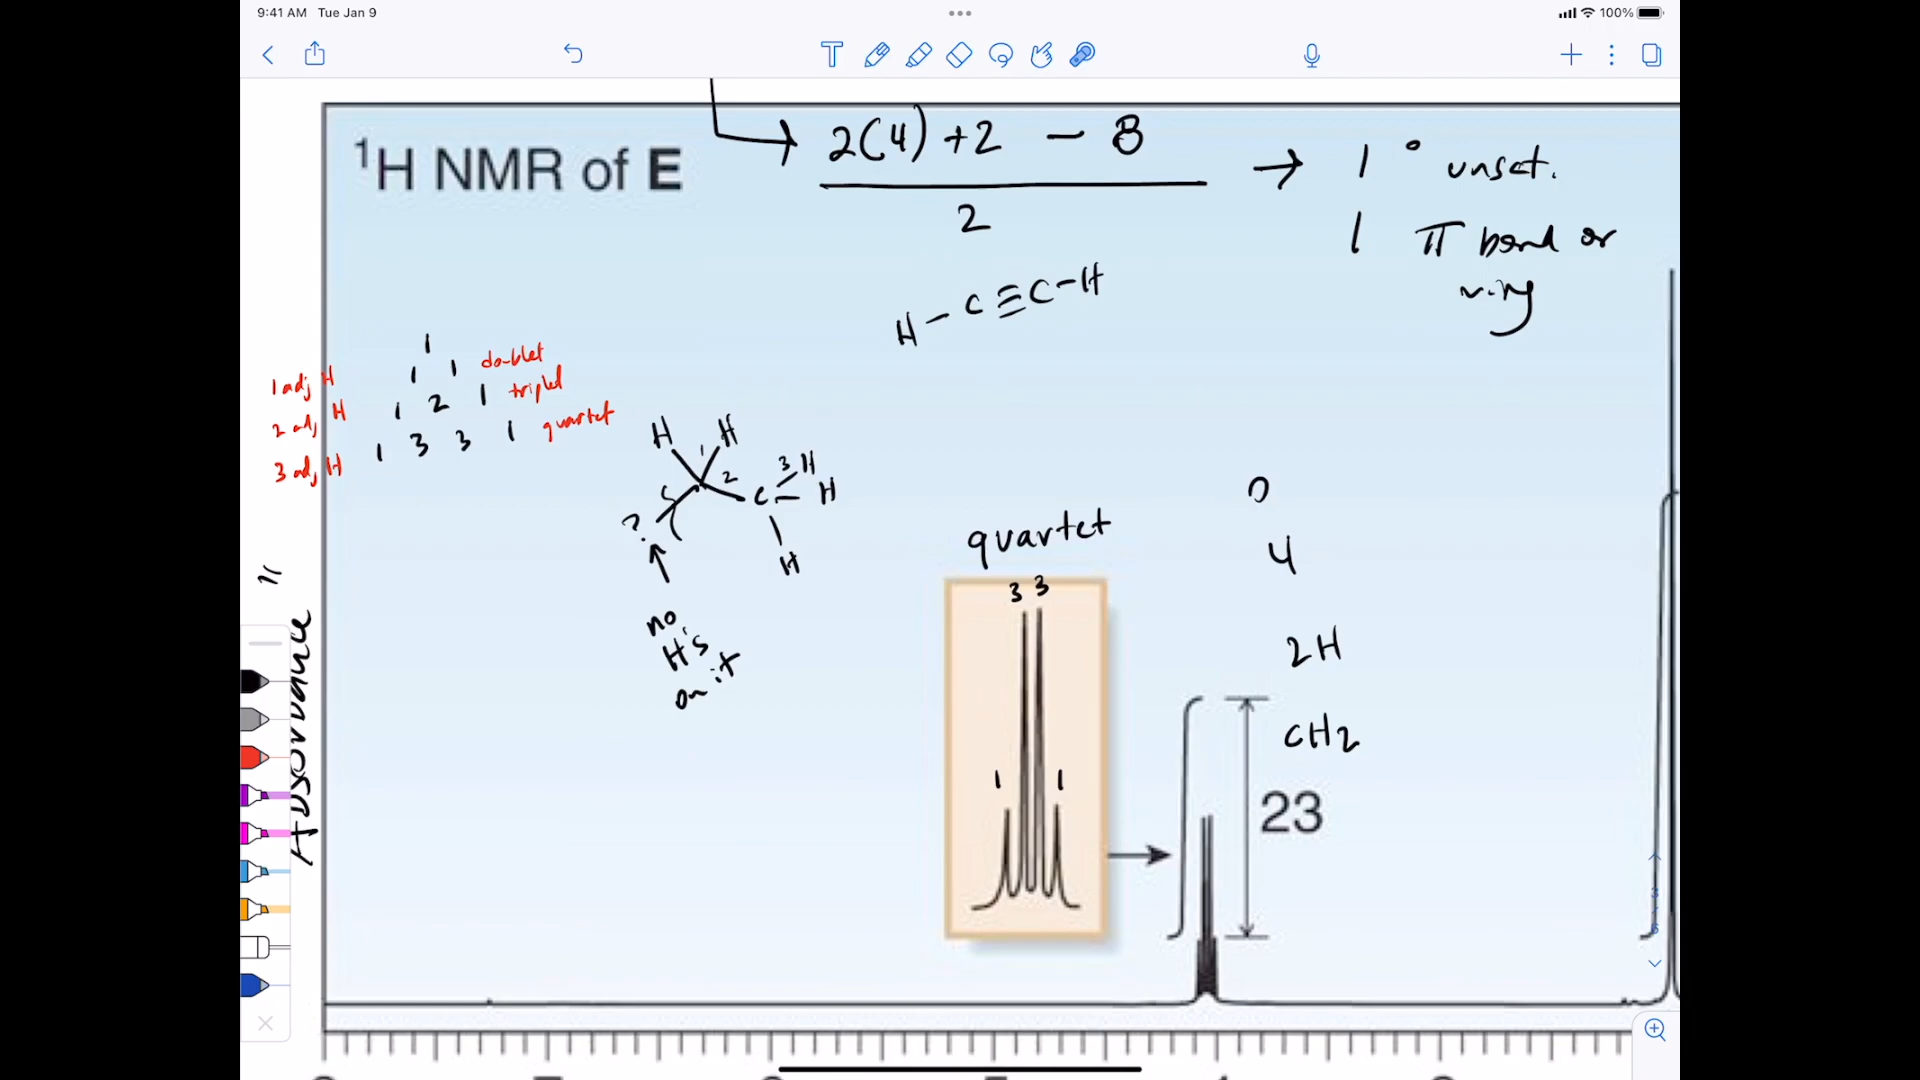 9:41 AM Tue Jan 9
100%
¹H NMR of E
2(4) +2 - 8
2
→ 1 ° unsat.
1 π bond or
ring
H - C ≡ C - H
1
1 1 doublet
1 adj H
1 2 1 triplet
2 adj H
1 3 3 1 quartet
3 adj H
H H
1
2
C
3
H
H
H
?
no
H's
on it
quartet
3 3
1 1
0
4
2H
CH2
23
Absorbance